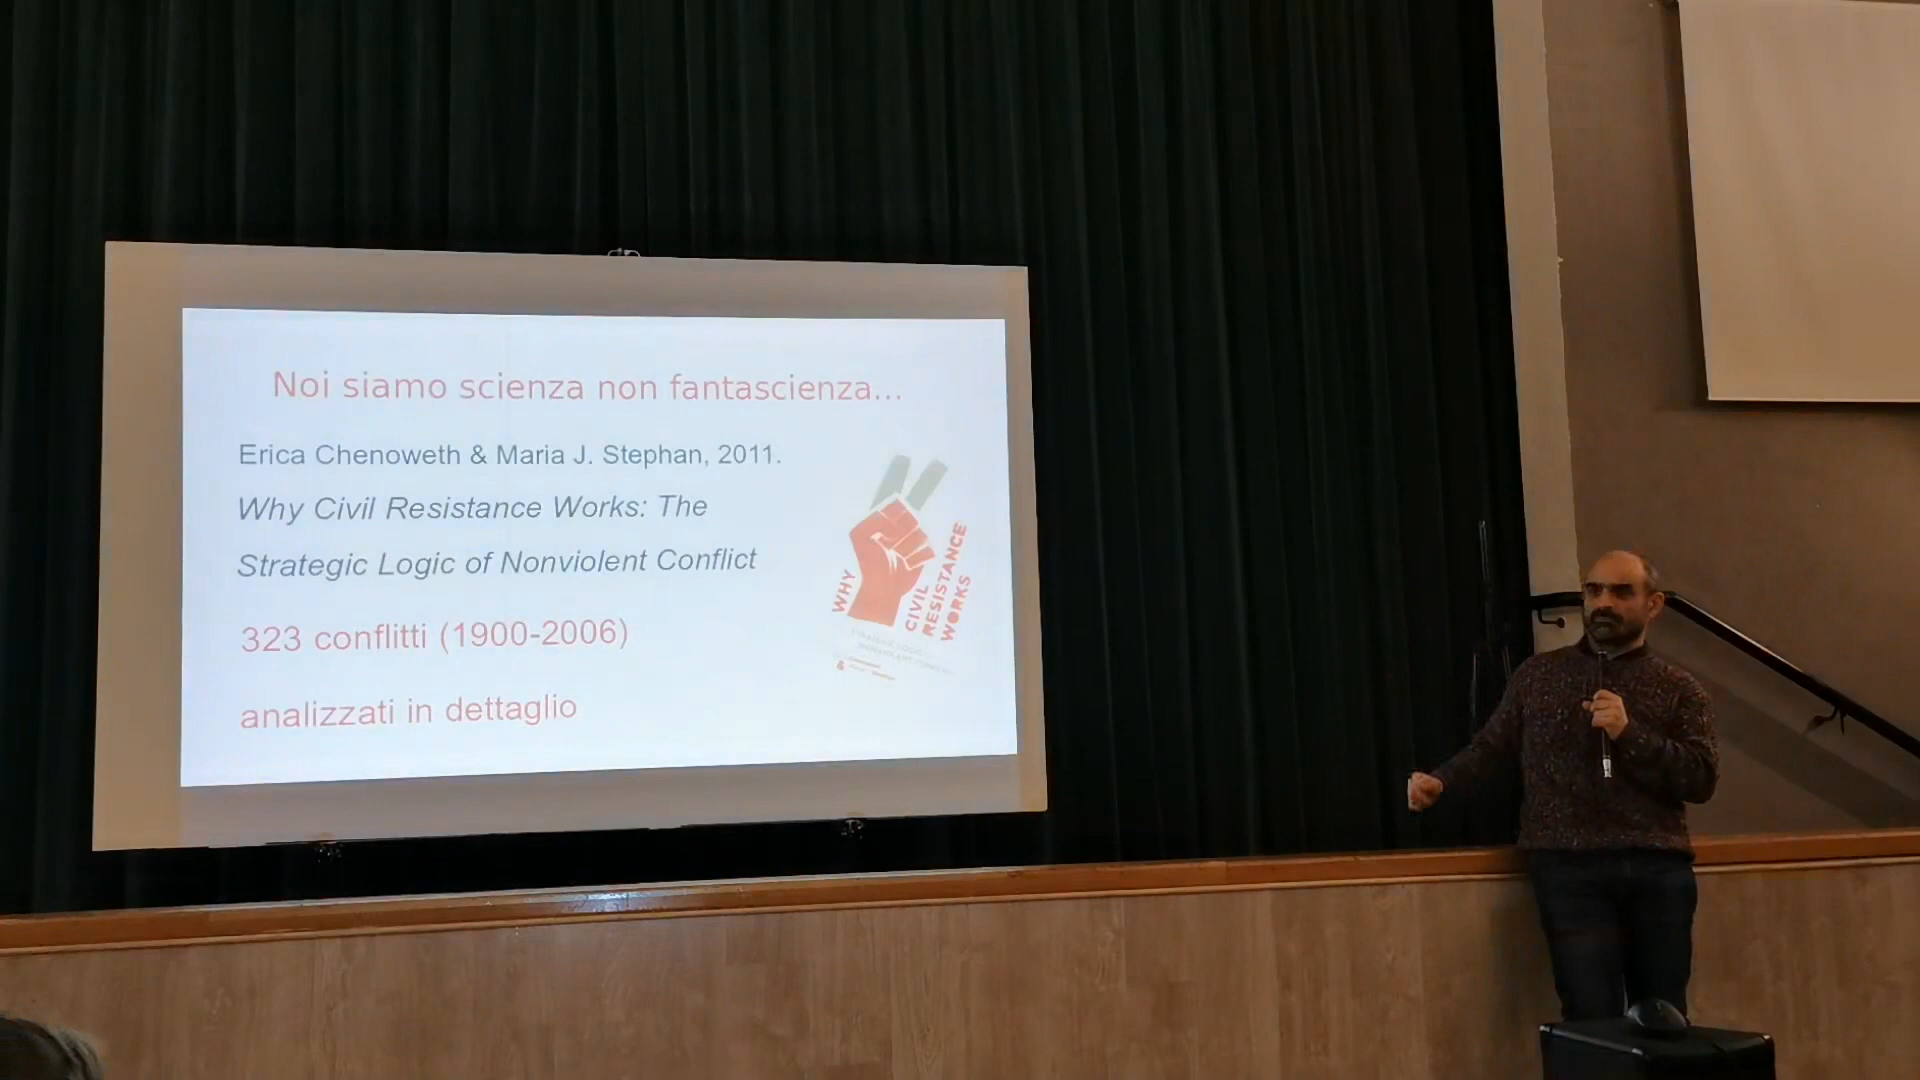 Noi siamo scienza non fantascienza...
Erica Chenoweth & Maria J. Stephan, 2011.
Why Civil Resistance Works: The
Strategic Logic of Nonviolent Conflict
323 conflitti (1900-2006)
analizzati in dettaglio
WHY
CIVIL
RESISTANCE
WORKS
&